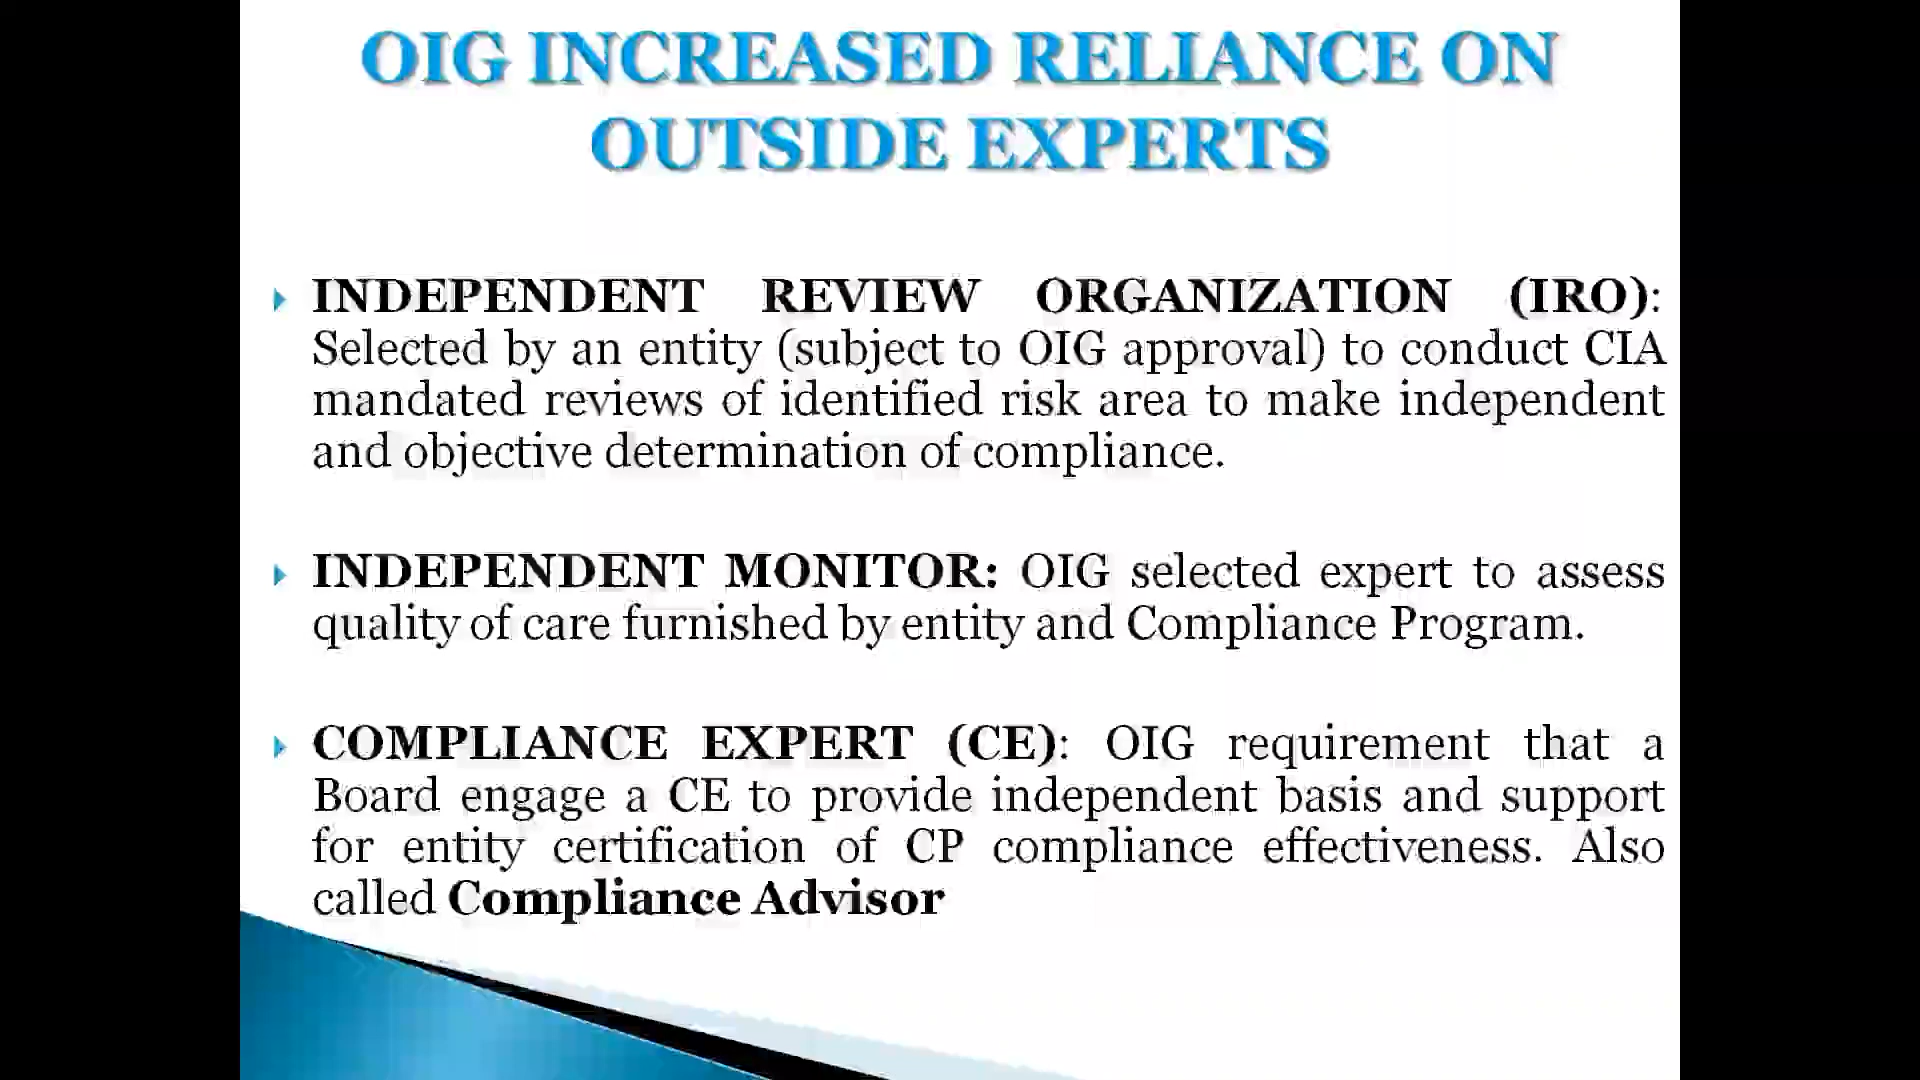 OIG INCREASED RELIANCE ON
OUTSIDE EXPERTS
INDEPENDENT REVIEW ORGANIZATION (IRO):
Selected by an entity (subject to OIG approval) to conduct CIA
mandated reviews of identified risk area to make independent
and objective determination of compliance.
INDEPENDENT MONITOR: OIG selected expert to assess
quality of care furnished by entity and Compliance Program.
COMPLIANCE EXPERT (CE): OIG requirement that a
Board engage a CE to provide independent basis and support
for entity certification of CP compliance effectiveness. Also
called Compliance Advisor